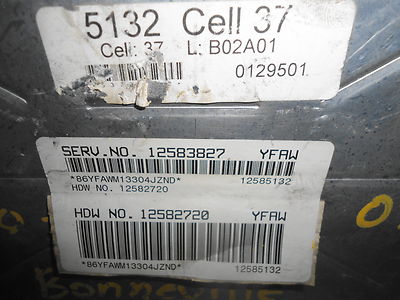 5132 Cell 37
Cell: 37 L: B02A01
0129501
SERV.NO. 12583827 YFAW
*86YFAWM13304JZND* 12585132
HDW NO. 12582720
HDW NO. 12582720 YFAW
*86YFAWM13304JZND* 12585132
Bonneville